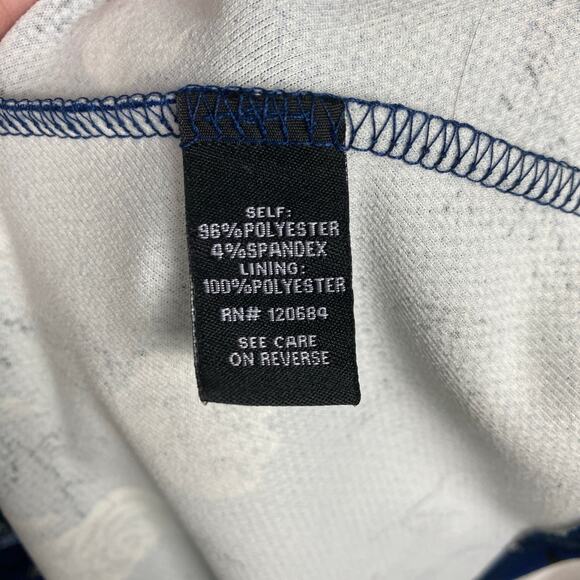 SELF:
96%POLYESTER
4%SPANDEX
LINING:
100%POLYESTER
RN# 120684
SEE CARE
ON REVERSE